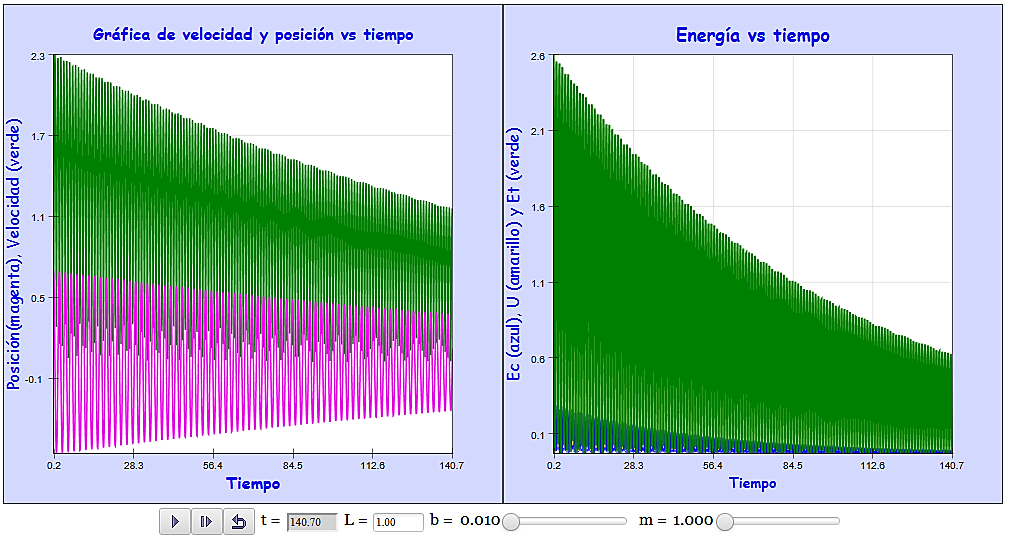 Gráfica de velocidad y posición vs tiempo
Posición(magenta), Velocidad (verde)
2.3
1.7
1.1
0.5
-0.1
0.2 28.3 56.4 84.5 112.6 140.7
Tiempo
Energía vs tiempo
Ec (azul), U (amarillo) y Et (verde)
2.6
2.1
1.6
1.1
0.6
0.1
0.2 28.3 56.4 84.5 112.6 140.7
Tiempo
t = 140.70 L = 1.00 b = 0.010 m = 1.000